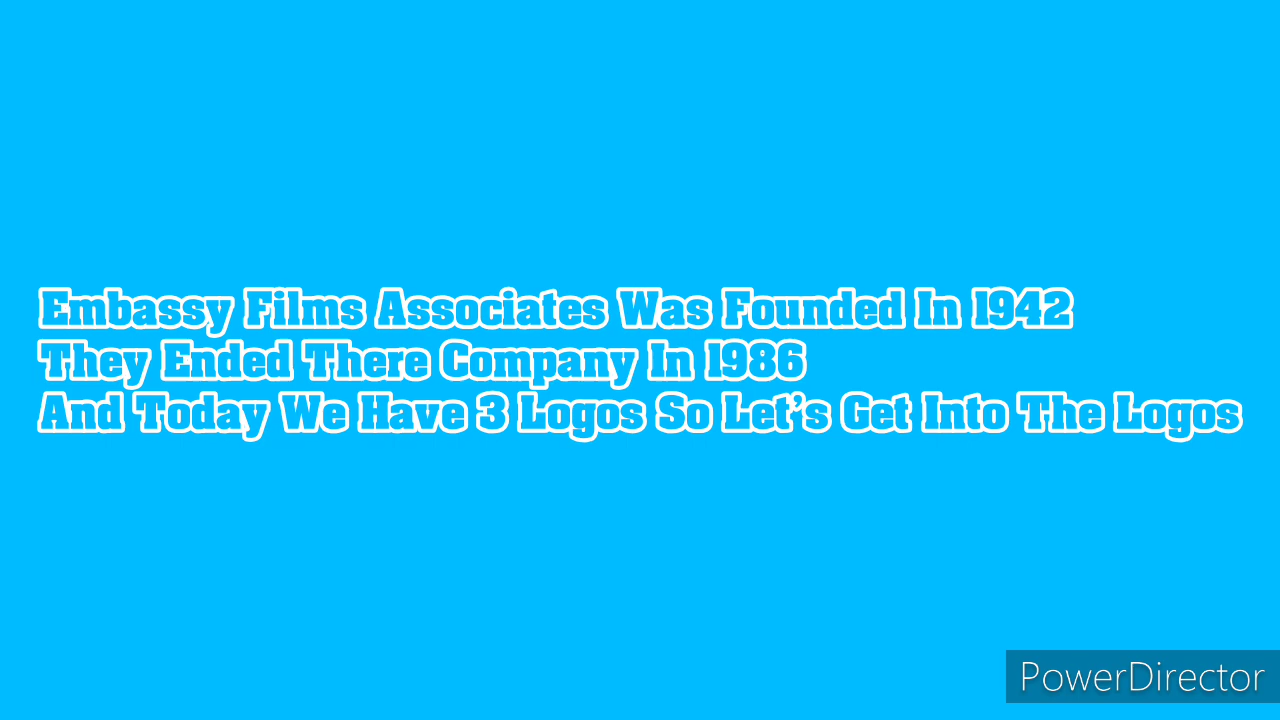 Embassy Films Associates Was Founded In 1942
They Ended There Company In 1986
And Today We Have 3 Logos So Let’s Get Into The Logos
PowerDirector